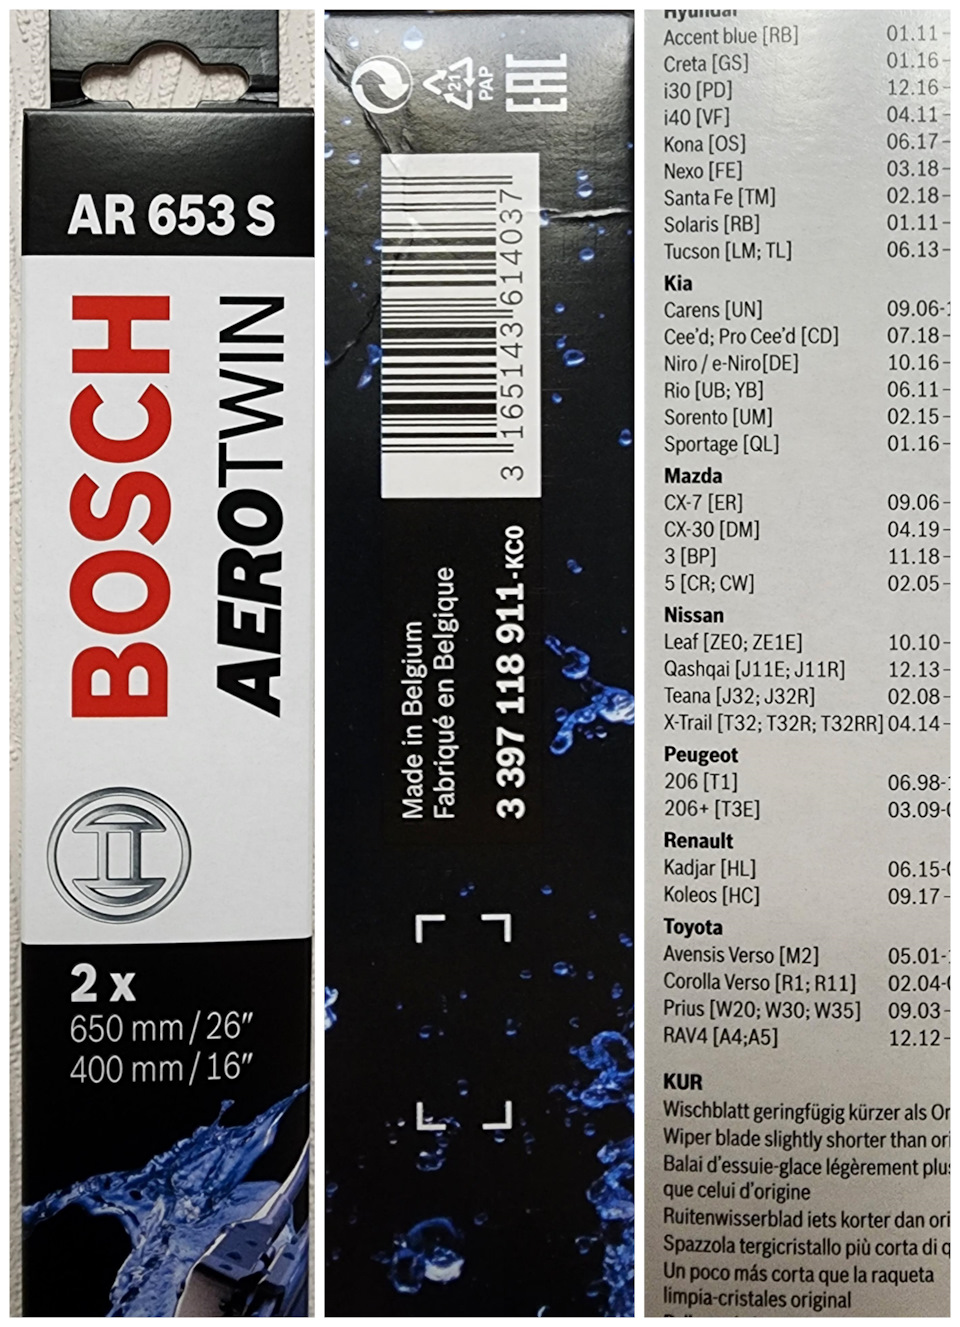 AR 653 S
BOSCH
AEROTWIN
2 x
650 mm / 26"
400 mm / 16"
21
PAP
EAC
3 165143 614037
Made in Belgium
Fabriqué en Belgique
3 397 118 911-KC0
Hyundai
Accent blue [RB] 01.11-
Creta [GS] 01.16-
i30 [PD] 12.16-
i40 [VF] 04.11-
Kona [OS] 06.17-
Nexo [FE] 03.18-
Santa Fe [TM] 02.18-
Solaris [RB] 01.11-
Tucson [LM; TL] 06.13-
Kia
Carens [UN] 09.06-
Cee'd; Pro Cee'd [CD] 07.18-
Niro / e-Niro[DE] 10.16-
Rio [UB; YB] 06.11-
Sorento [UM] 02.15-
Sportage [QL] 01.16-
Mazda
CX-7 [ER] 09.06-
CX-30 [DM] 04.19-
3 [BP] 11.18-
5 [CR; CW] 02.05-
Nissan
Leaf [ZE0; ZE1E] 10.10-
Qashqai [J11E; J11R] 12.13-
Teana [J32; J32R] 02.08-
X-Trail [T32; T32R; T32RR] 04.14-
Peugeot
206 [T1] 06.98-
206+ [T3E] 03.09-
Renault
Kadjar [HL] 06.15-
Koleos [HC] 09.17-
Toyota
Avensis Verso [M2] 05.01-
Corolla Verso [R1; R11] 02.04-
Prius [W20; W30; W35] 09.03-
RAV4 [A4;A5] 12.12-
KUR
Wischblatt geringfügig kürzer als Or
Wiper blade slightly shorter than ori
Balai d'essuie-glace légèrement plu
que celui d'origine
Ruitenwisserblad iets korter dan ori
Spazzola tergicristallo più corta di q
Un poco más corta que la raqueta
limpia-cristales original